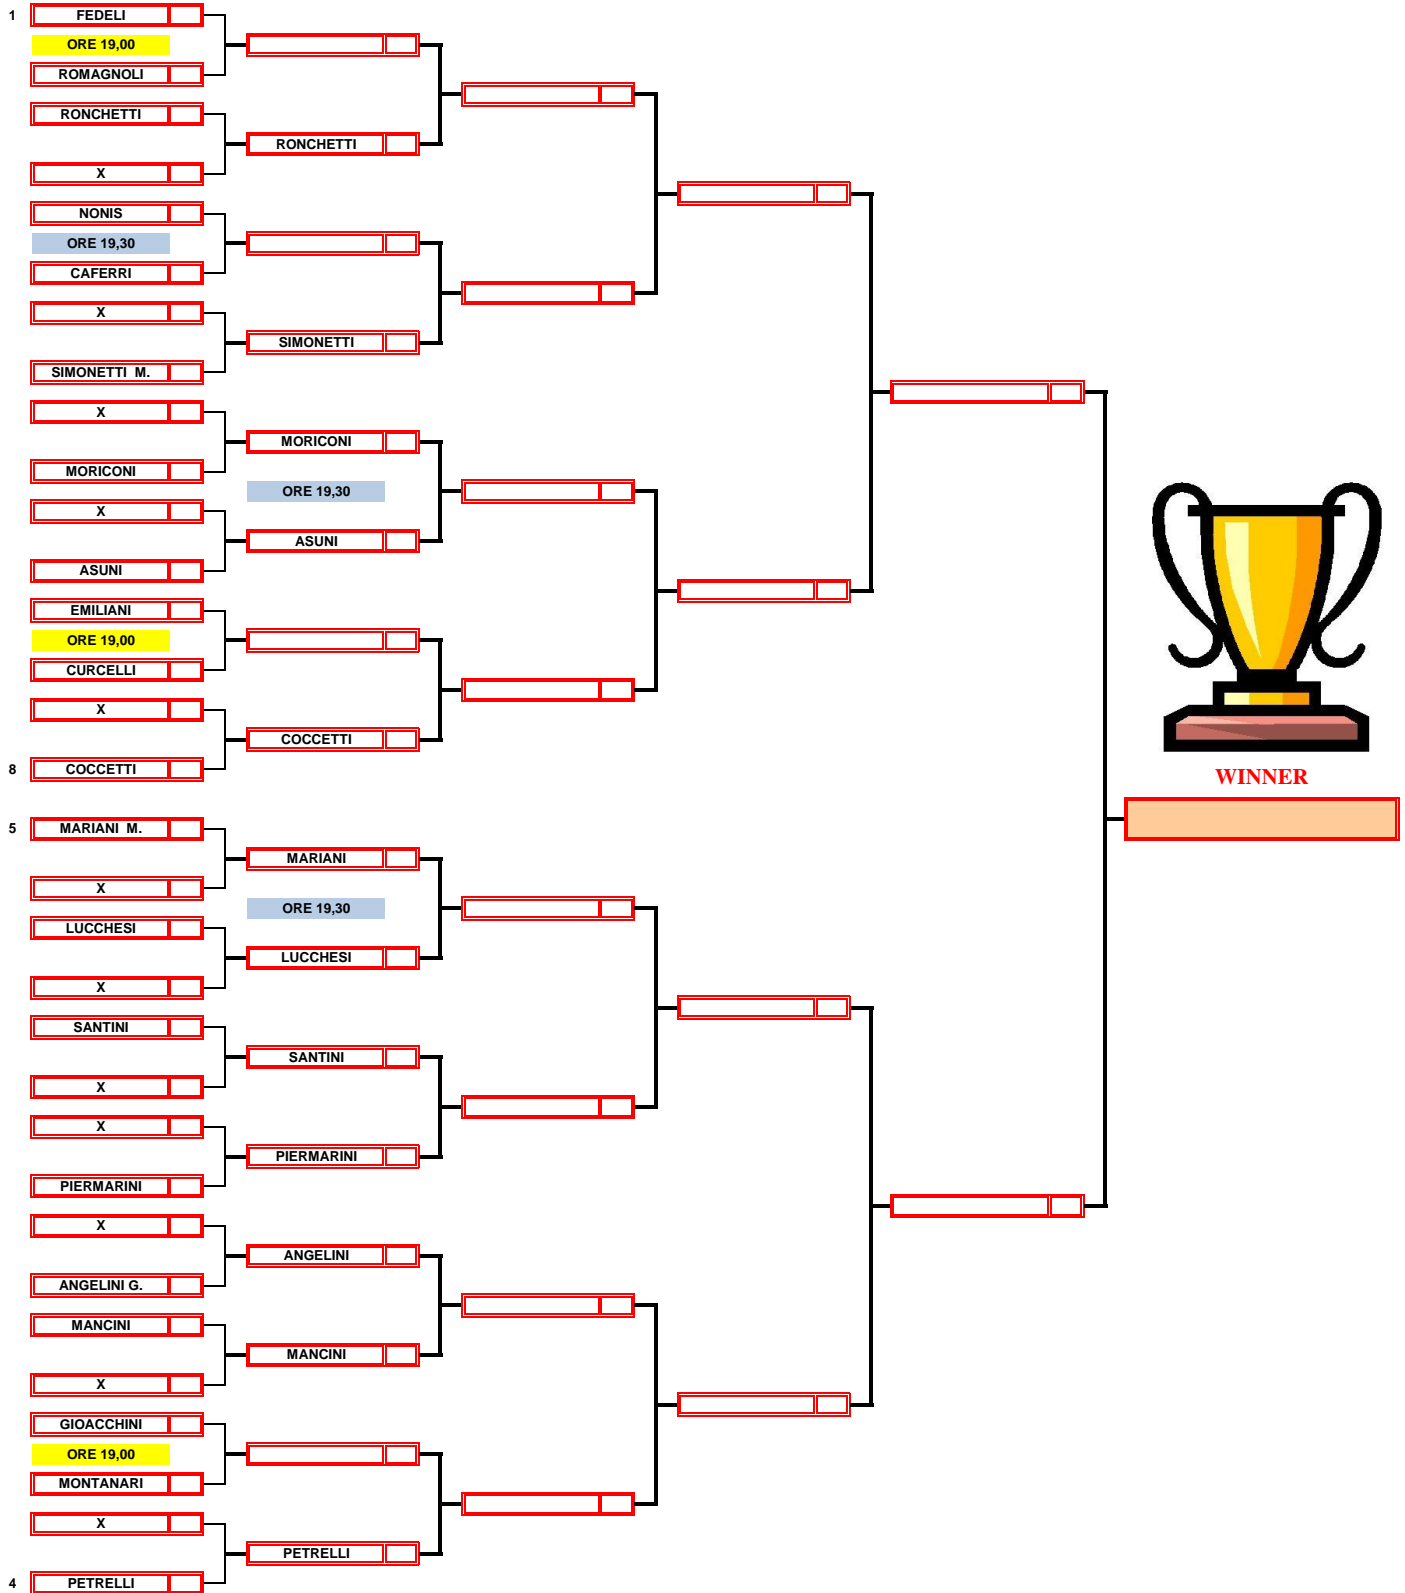 1 FEDELI
ORE 19,00
ROMAGNOLI
RONCHETTI
RONCHETTI
X
NONIS
ORE 19,30
CAFERRI
X
SIMONETTI
SIMONETTI M.
X
MORICONI
MORICONI
ORE 19,30
X
ASUNI
ASUNI
EMILIANI
ORE 19,00
CURCELLI
X
COCCETTI
8 COCCETTI
WINNER
5 MARIANI M.
MARIANI
X
ORE 19,30
LUCCHESI
LUCCHESI
X
SANTINI
SANTINI
X
X
PIERMARINI
PIERMARINI
X
ANGELINI
ANGELINI G.
MANCINI
MANCINI
X
GIOACCHINI
ORE 19,00
MONTANARI
X
PETRELLI
4 PETRELLI